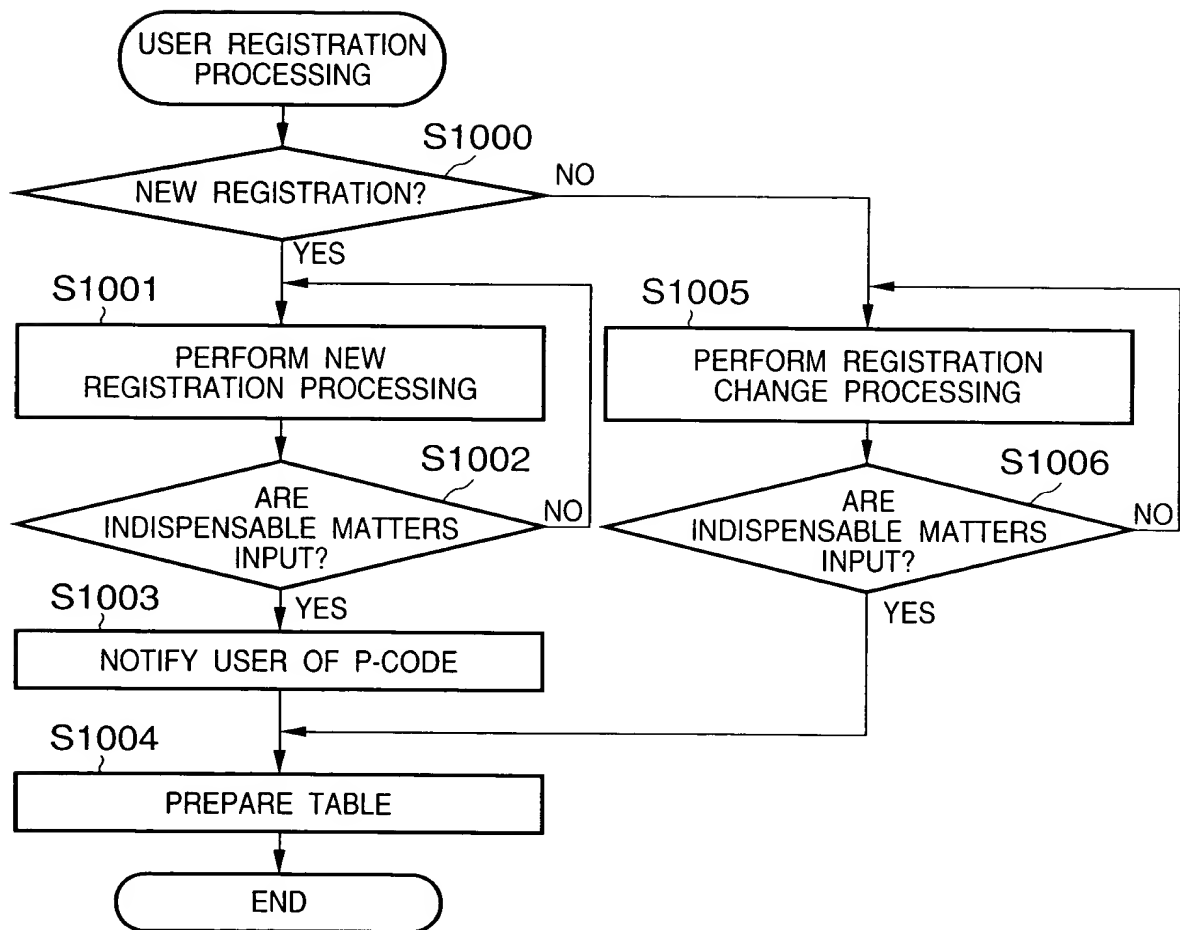 USER REGISTRATION
PROCESSING
S1000
NEW REGISTRATION?
NO
YES
S1001
PERFORM NEW
REGISTRATION PROCESSING
S1002
ARE
INDISPENSABLE MATTERS
INPUT?
NO
YES
S1003
NOTIFY USER OF P-CODE
S1004
PREPARE TABLE
END
S1005
PERFORM REGISTRATION
CHANGE PROCESSING
S1006
ARE
INDISPENSABLE MATTERS
INPUT?
NO
YES